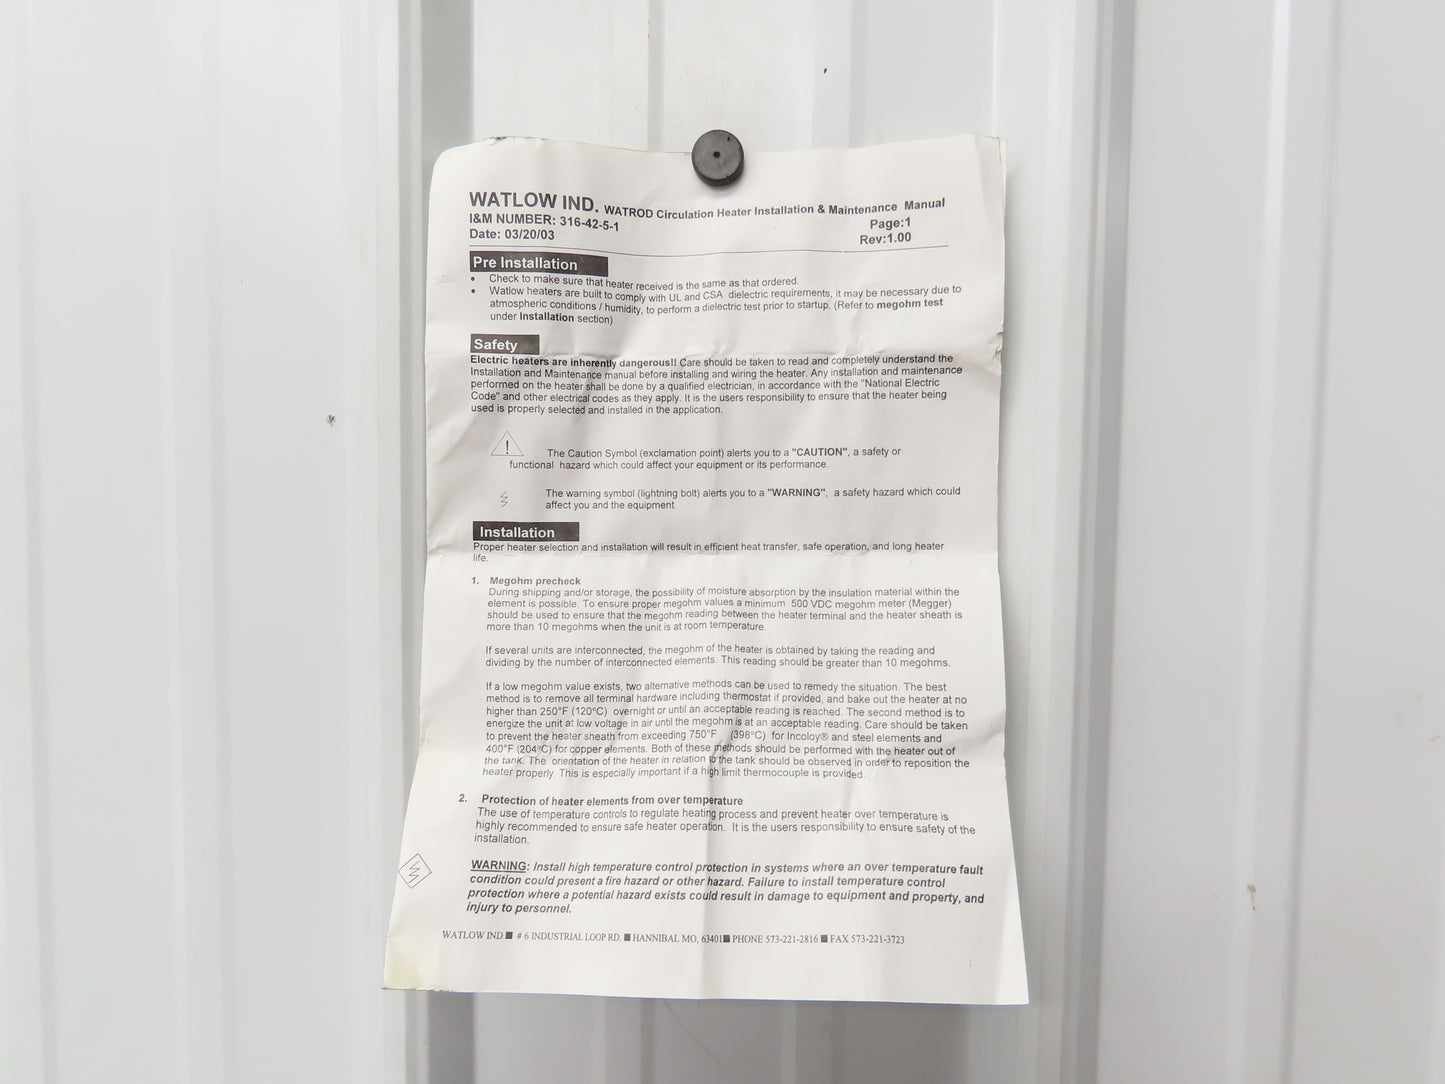 WATLOW IND. WATROD Circulation Heater Installation & Maintenance Manual
I&M NUMBER: 316-42-5-1 Page:1
Date: 03/20/03 Rev:1.00
Pre Installation
• Check to make sure that heater received is the same as that ordered.
• Watlow heaters are built to comply with UL and CSA dielectric requirements, it may be necessary due to
atmospheric conditions / humidity, to perform a dielectric test prior to startup. (Refer to megohm test
under Installation section)
Safety
Electric heaters are inherently dangerous!! Care should be taken to read and completely understand the
Installation and Maintenance manual before installing and wiring the heater. Any installation and maintenance
performed on the heater shall be done by a qualified electrician, in accordance with the "National Electric
Code" and other electrical codes as they apply. It is the users responsibility to ensure that the heater being
used is properly selected and installed in the application.
! The Caution Symbol (exclamation point) alerts you to a "CAUTION", a safety or
functional hazard which could affect your equipment or its performance.
The warning symbol (lightning bolt) alerts you to a "WARNING", a safety hazard which could
affect you and the equipment
Installation
Proper heater selection and installation will result in efficient heat transfer, safe operation, and long heater
life.
1. Megohm precheck
During shipping and/or storage, the possibility of moisture absorption by the insulation material within the
element is possible. To ensure proper megohm values a minimum 500 VDC megohm meter (Megger)
should be used to ensure that the megohm reading between the heater terminal and the heater sheath is
more than 10 megohms when the unit is at room temperature.
If several units are interconnected, the megohm of the heater is obtained by taking the reading and
dividing by the number of interconnected elements. This reading should be greater than 10 megohms.
If a low megohm value exists, two alternative methods can be used to remedy the situation. The best
method is to remove all terminal hardware including thermostat if provided, and bake out the heater at no
higher than 250°F (120°C) overnight or until an acceptable reading is reached. The second method is to
energize the unit at low voltage in air until the megohm is at an acceptable reading. Care should be taken
to prevent the heater sheath from exceeding 750°F (398°C) for Incoloy® and steel elements and
400°F (204°C) for copper elements. Both of these methods should be performed with the heater out of
the tank. The orientation of the heater in relation to the tank should be observed in order to reposition the
heater properly. This is especially important if a high limit thermocouple is provided.
2. Protection of heater elements from over temperature
The use of temperature controls to regulate heating process and prevent heater over temperature is
highly recommended to ensure safe heater operation. It is the users responsibility to ensure safety of the
installation.
WARNING: Install high temperature control protection in systems where an over temperature fault
condition could present a fire hazard or other hazard. Failure to install temperature control
protection where a potential hazard exists could result in damage to equipment and property, and
injury to personnel.
WATLOW IND.■ # 6 INDUSTRIAL LOOP RD. ■ HANNIBAL MO, 63401■ PHONE 573-221-2816 ■ FAX 573-221-3723